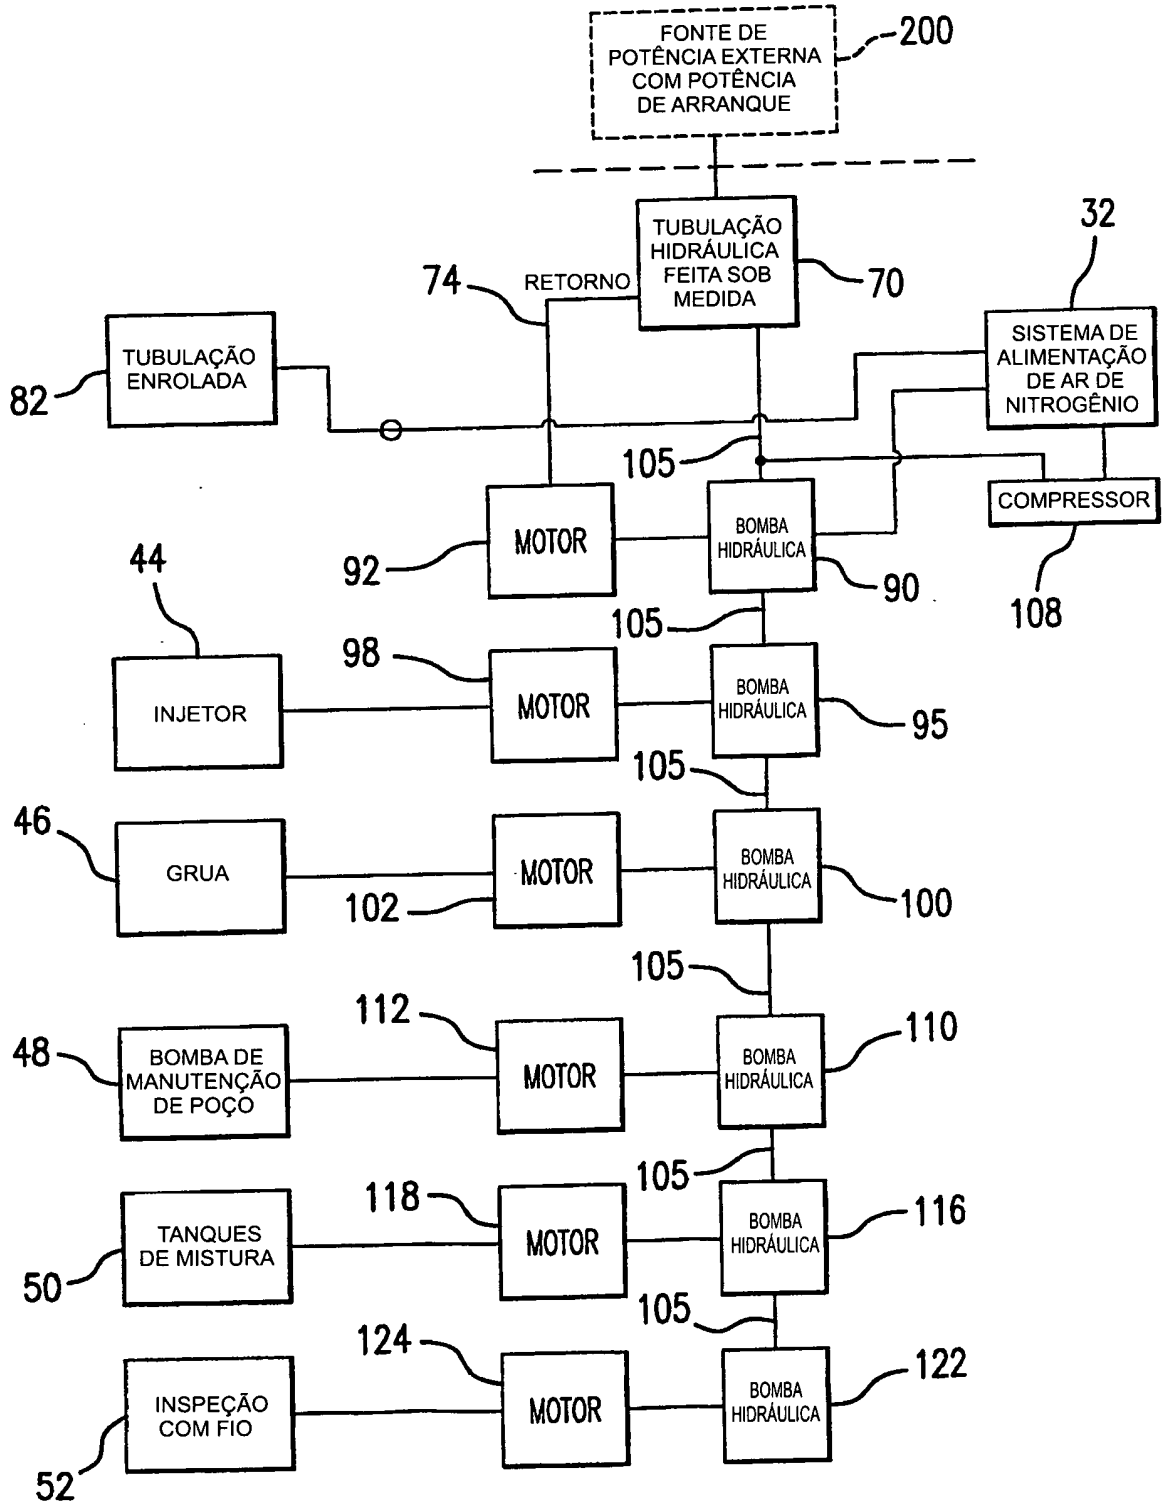 FONTE DE
POTÊNCIA EXTERNA
COM POTÊNCIA
DE ARRANQUE
200
TUBULAÇÃO
HIDRÁULICA
FEITA SOB
MEDIDA
70
RETORNO
74
32
SISTEMA DE
ALIMENTAÇÃO
DE AR DE
NITROGÊNIO
TUBULAÇÃO
ENROLADA
82
105
COMPRESSOR
108
MOTOR
92
BOMBA
HIDRÁULICA
90
105
44
INJETOR
98
MOTOR
BOMBA
HIDRÁULICA
95
105
46
GRUA
MOTOR
102
BOMBA
HIDRÁULICA
100
105
48
BOMBA DE
MANUTENÇÃO
DE POÇO
112
MOTOR
BOMBA
HIDRÁULICA
110
105
TANQUES
DE MISTURA
50
118
MOTOR
BOMBA
HIDRÁULICA
116
105
INSPEÇÃO
COM FIO
52
124
MOTOR
BOMBA
HIDRÁULICA
122